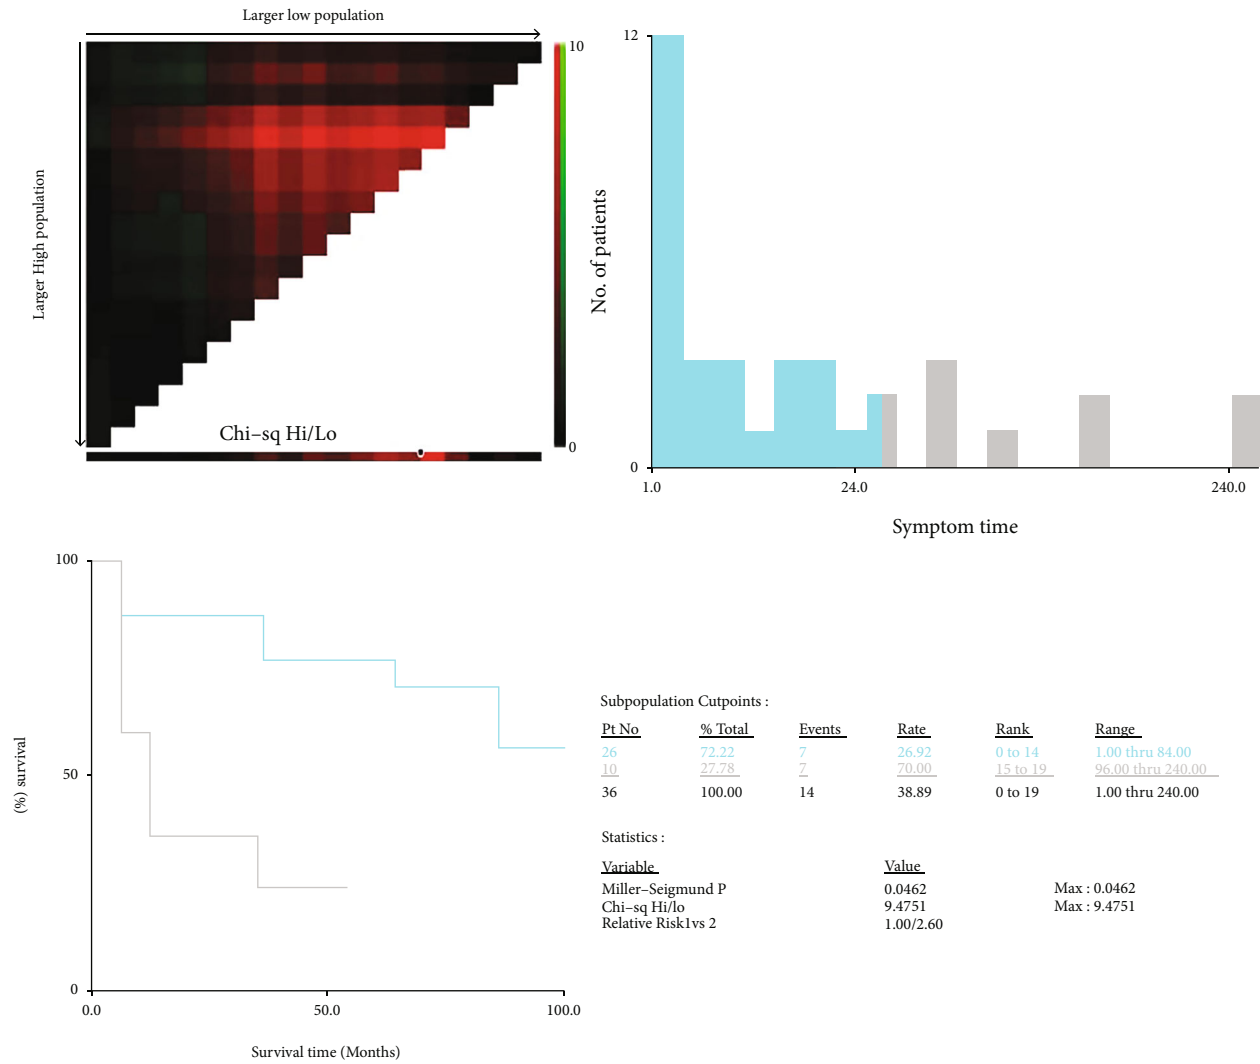 Larger low population
10
Larger High population
0
Chi–sq Hi/Lo
12
No. of patients
0
1.0 24.0 240.0
Symptom time
100
(%) survival
50
0
0.0 50.0 100.0
Survival time (Months)
Subpopulation Cutpoints :
Pt No % Total Events Rate Rank Range
26 72.22 7 26.92 0 to 14 1.00 thru 84.00
10 27.78 7 70.00 15 to 19 96.00 thru 240.00
36 100.00 14 38.89 0 to 19 1.00 thru 240.00
Statistics :
Variable Value
Miller–Seigmund P 0.0462 Max : 0.0462
Chi–sq Hi/lo 9.4751 Max : 9.4751
Relative Risk1vs 2 1.00/2.60